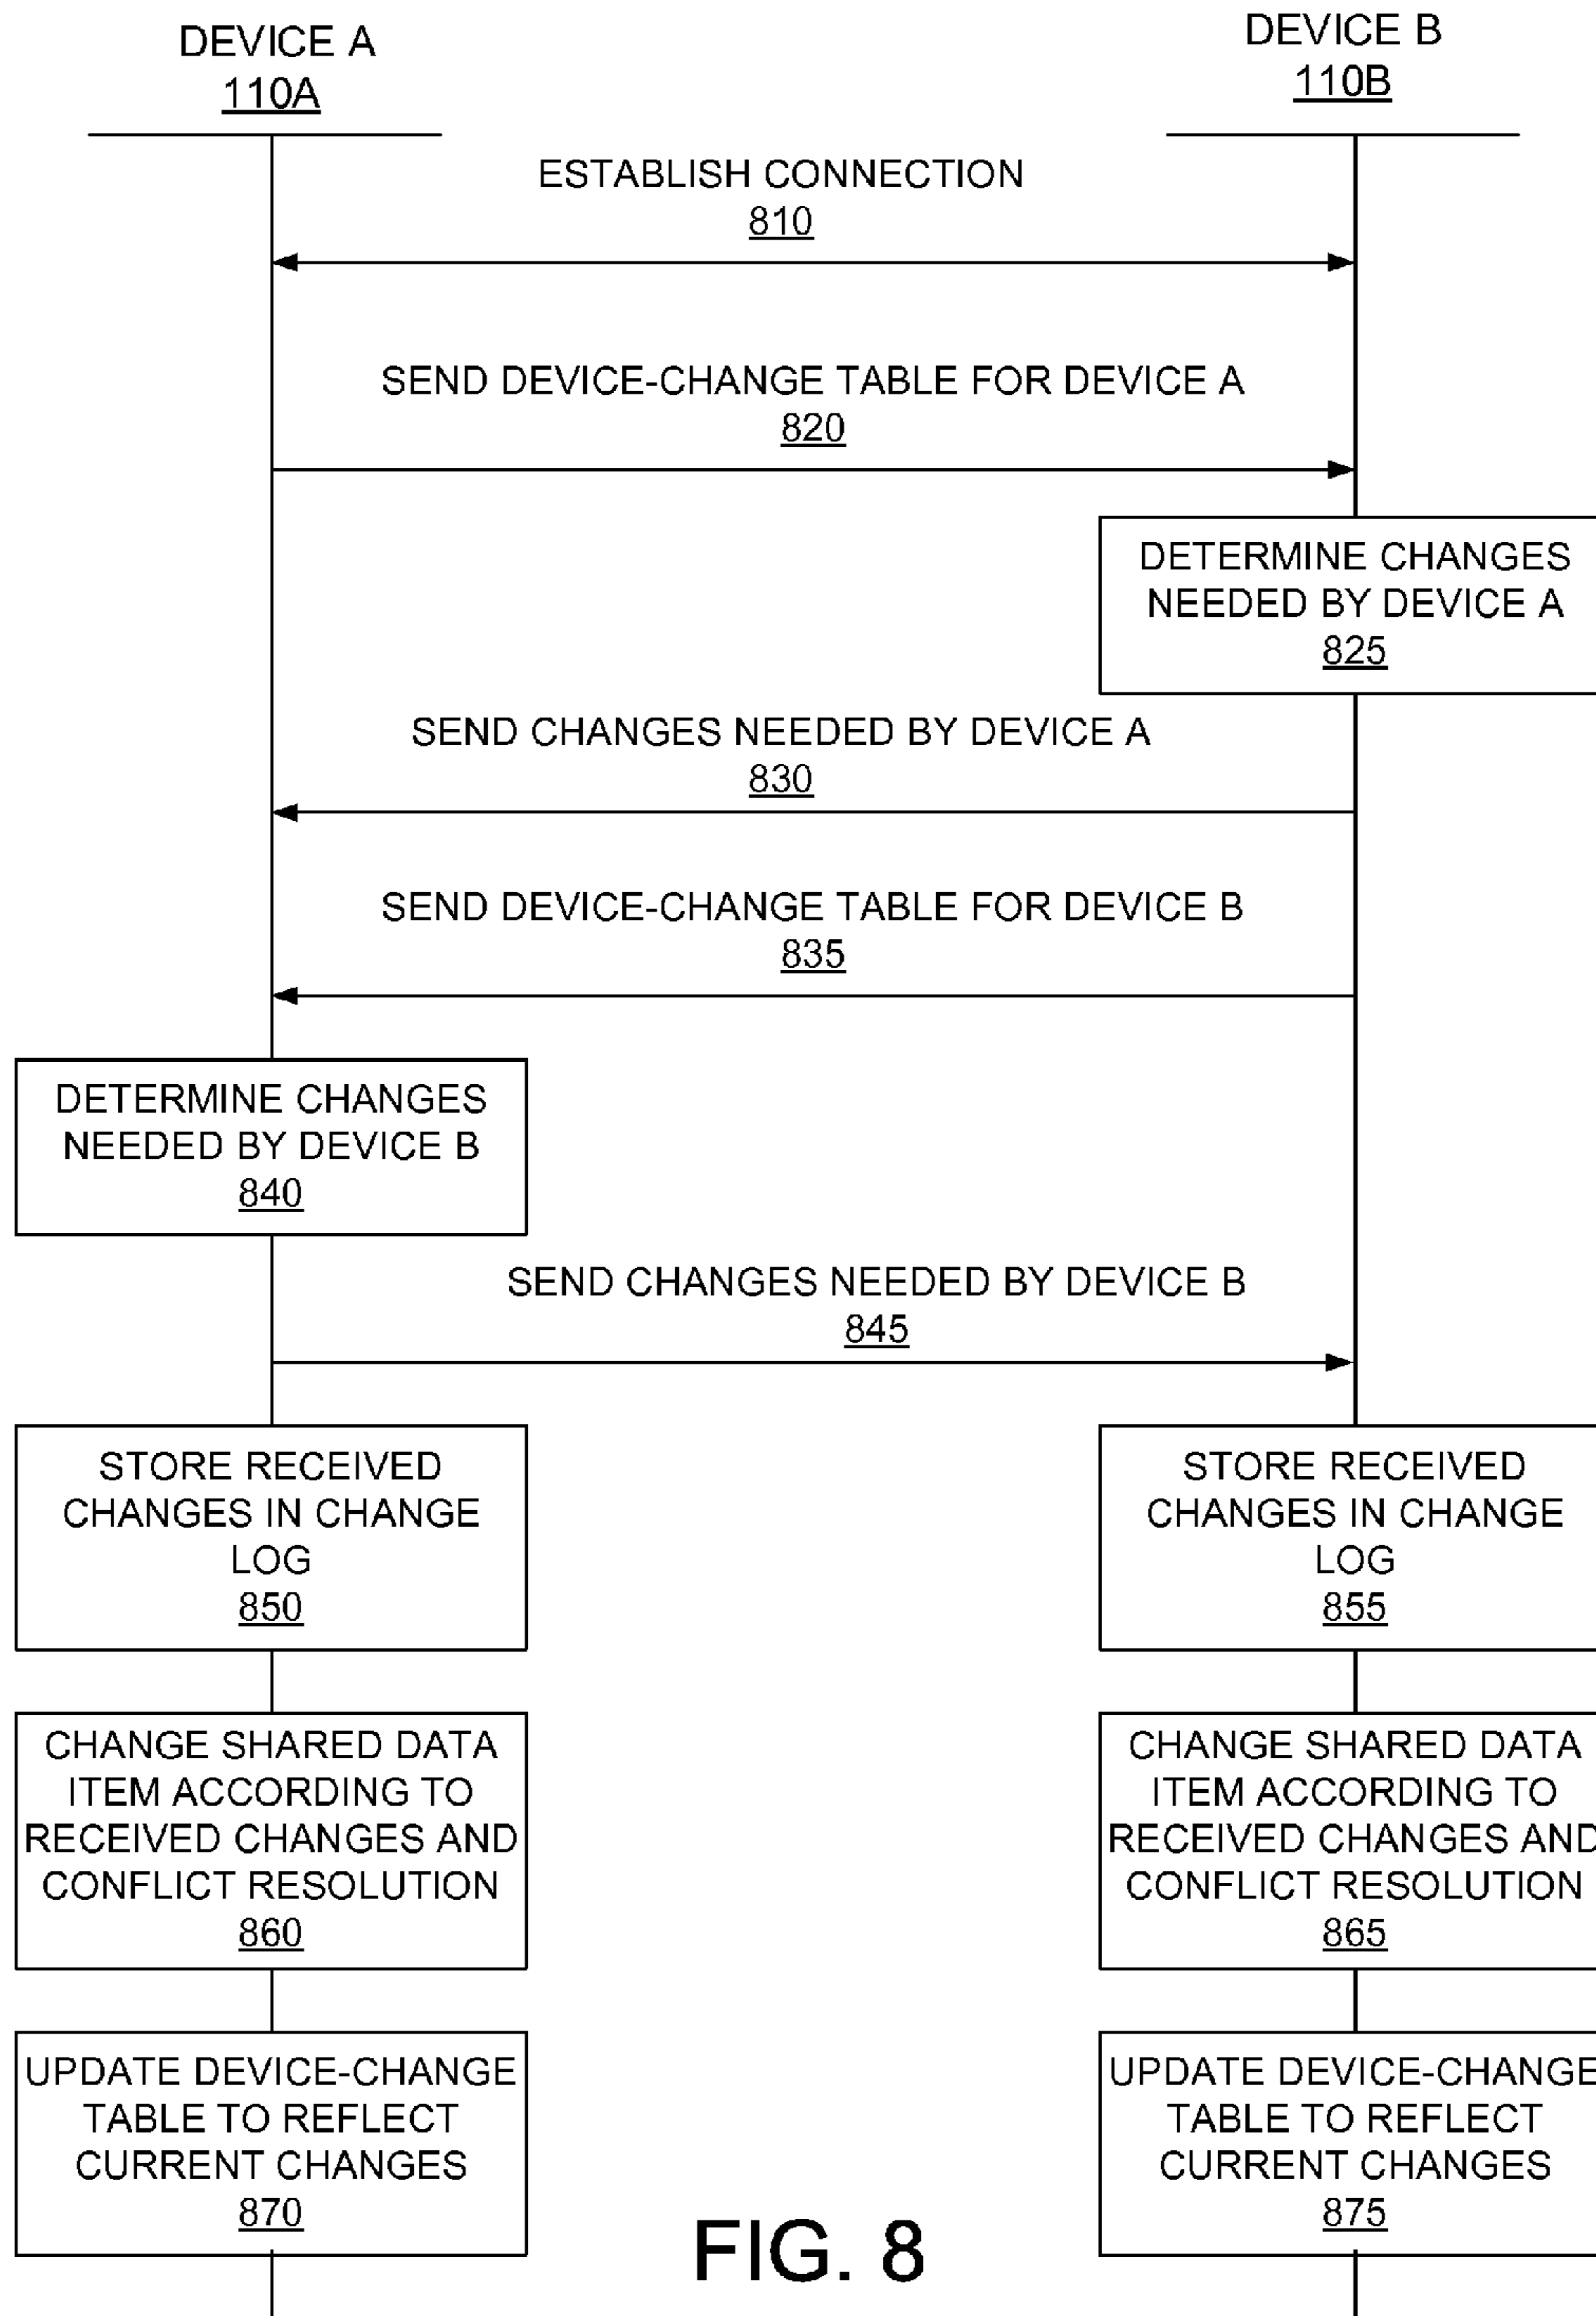 DEVICE A
110A
DEVICE B
110B
ESTABLISH CONNECTION
810
SEND DEVICE-CHANGE TABLE FOR DEVICE A
820
DETERMINE CHANGES
NEEDED BY DEVICE A
825
SEND CHANGES NEEDED BY DEVICE A
830
SEND DEVICE-CHANGE TABLE FOR DEVICE B
835
DETERMINE CHANGES
NEEDED BY DEVICE B
840
SEND CHANGES NEEDED BY DEVICE B
845
STORE RECEIVED
CHANGES IN CHANGE
LOG
850
STORE RECEIVED
CHANGES IN CHANGE
LOG
855
CHANGE SHARED DATA
ITEM ACCORDING TO
RECEIVED CHANGES AND
CONFLICT RESOLUTION
860
CHANGE SHARED DATA
ITEM ACCORDING TO
RECEIVED CHANGES AND
CONFLICT RESOLUTION
865
UPDATE DEVICE-CHANGE
TABLE TO REFLECT
CURRENT CHANGES
870
UPDATE DEVICE-CHANGE
TABLE TO REFLECT
CURRENT CHANGES
875
FIG. 8